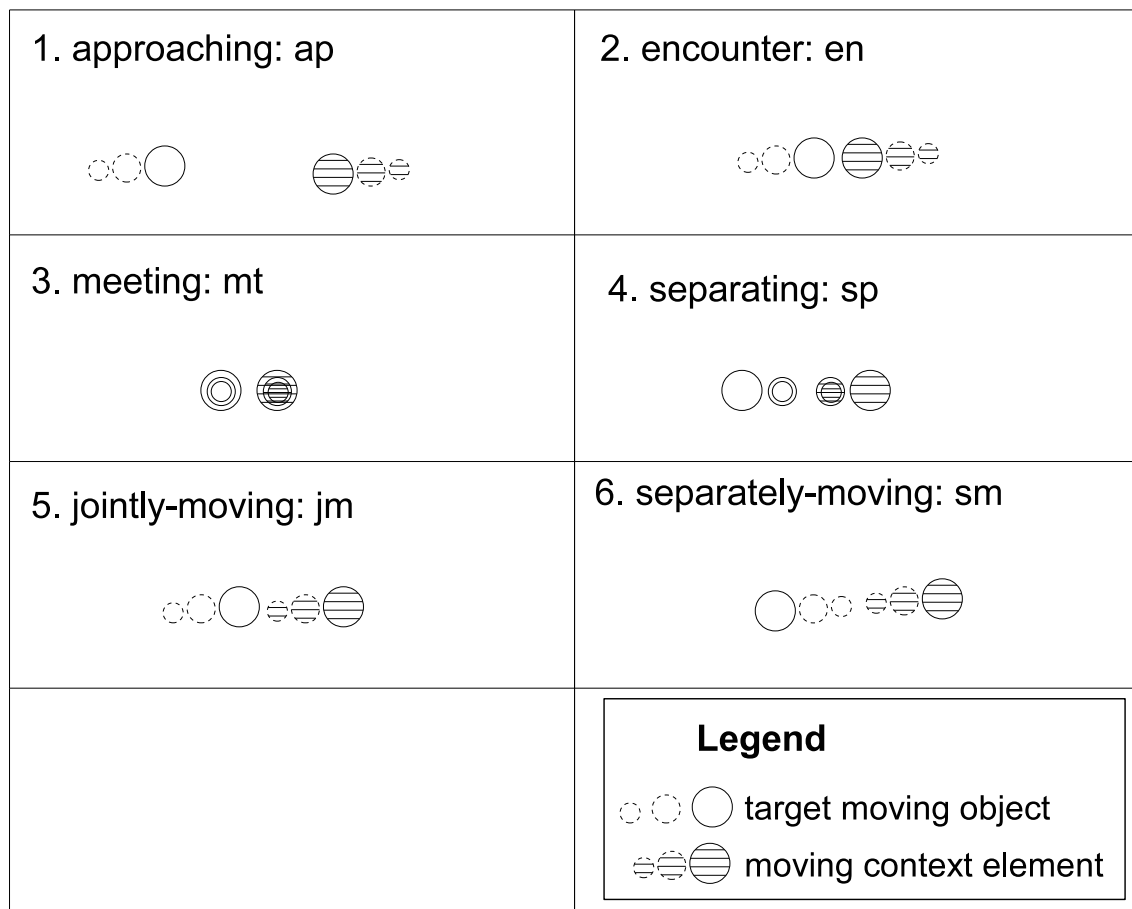 1. approaching: ap
2. encounter: en
3. meeting: mt
4. separating: sp
5. jointly-moving: jm
6. separately-moving: sm
Legend
target moving object
moving context element